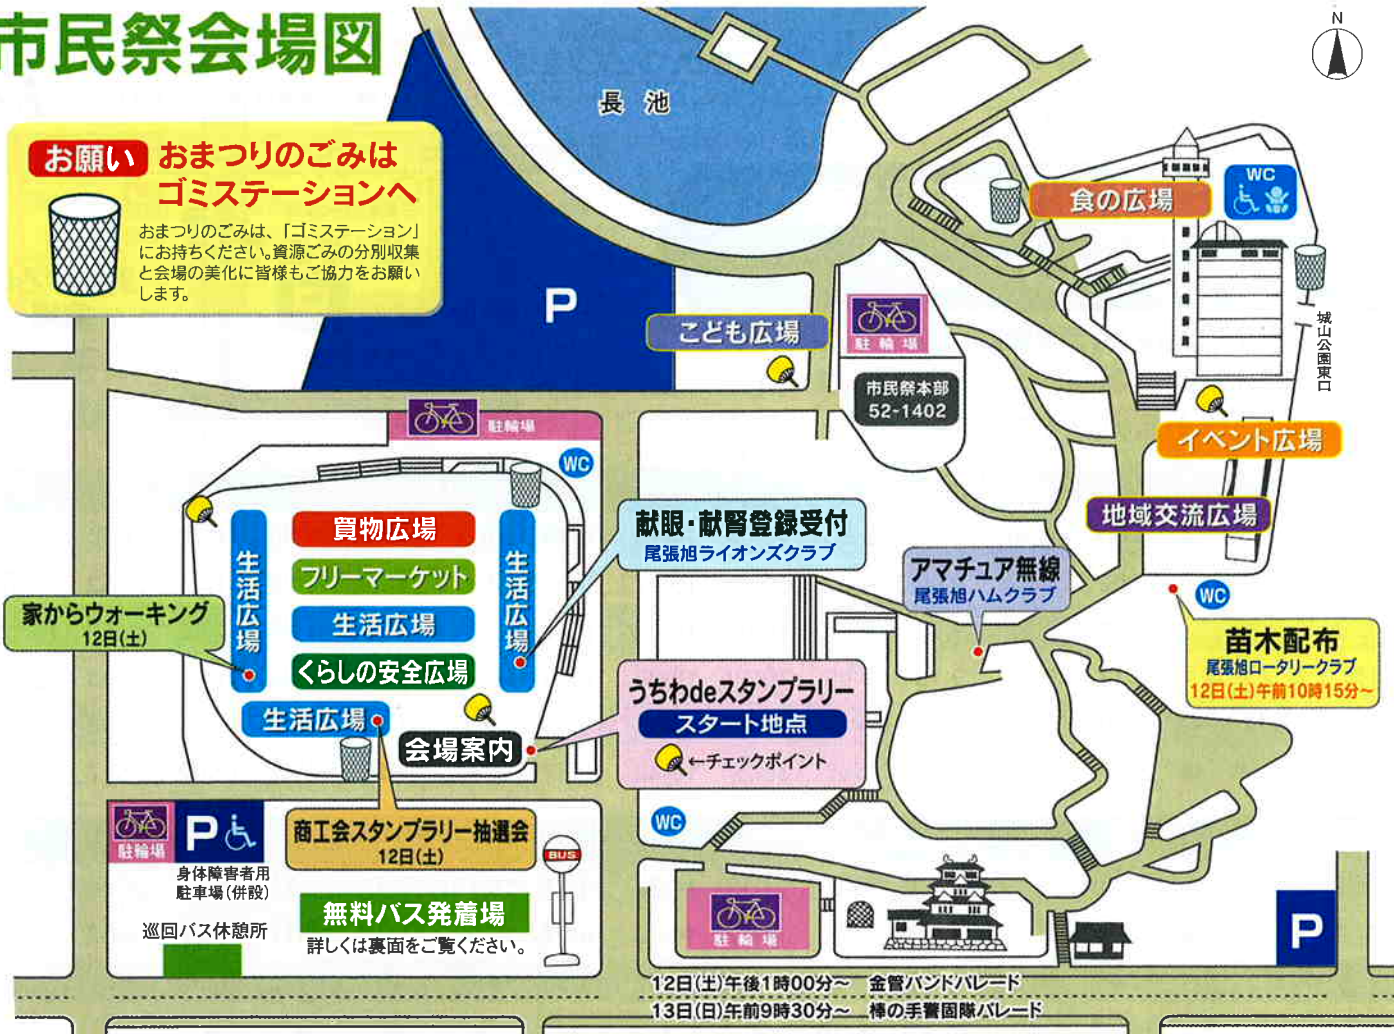 市民祭会場図
N
お願い おまつりのごみは
ゴミステーションへ
おまつりのごみは、「ゴミステーション」
にお持ちください。資源ごみの分別収集
と会場の美化に皆様もご協力をお願い
します。
長池
P
食の広場
WC
城山公園東口
こども広場
駐輪場
市民祭本部
52-1402
イベント広場
地域交流広場
駐輪場
WC
買物広場
フリーマーケット
生活広場
くらしの安全広場
生活広場
生活広場
生活広場
会場案内
家からウォーキング
12日(土)
献眼・献腎登録受付
尾張旭ライオンズクラブ
アマチュア無線
尾張旭ハムクラブ
WC
苗木配布
尾張旭ロータリークラブ
12日(土)午前10時15分~
うちわdeスタンプラリー
スタート地点
←チェックポイント
WC
商工会スタンプラリー抽選会
12日(土)
駐輪場
P
身体障害者用
駐車場(併設)
巡回バス休憩所
無料バス発着場
詳しくは裏面をご覧ください。
BUS
駐輪場
P
12日(土)午後1時00分~ 金管バンドパレード
13日(日)午前9時30分~ 棒の手警固隊パレード